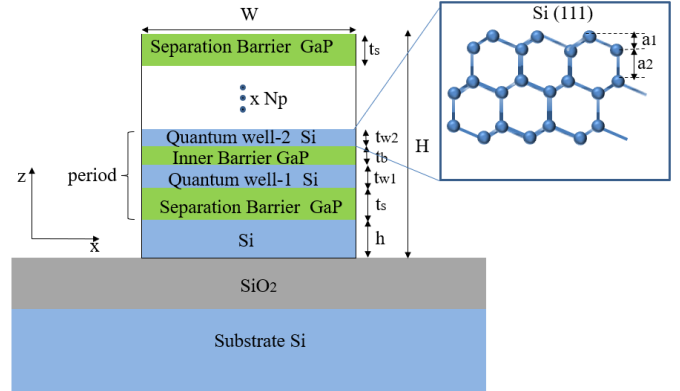 W
Si (111)
Separation Barrier GaP
ts
a1
a2
x Np
H
Quantum well-2 Si
tw2
Inner Barrier GaP
tb
period
Quantum well-1 Si
tw1
z
Separation Barrier GaP
ts
x
Si
h
SiO2
Substrate Si